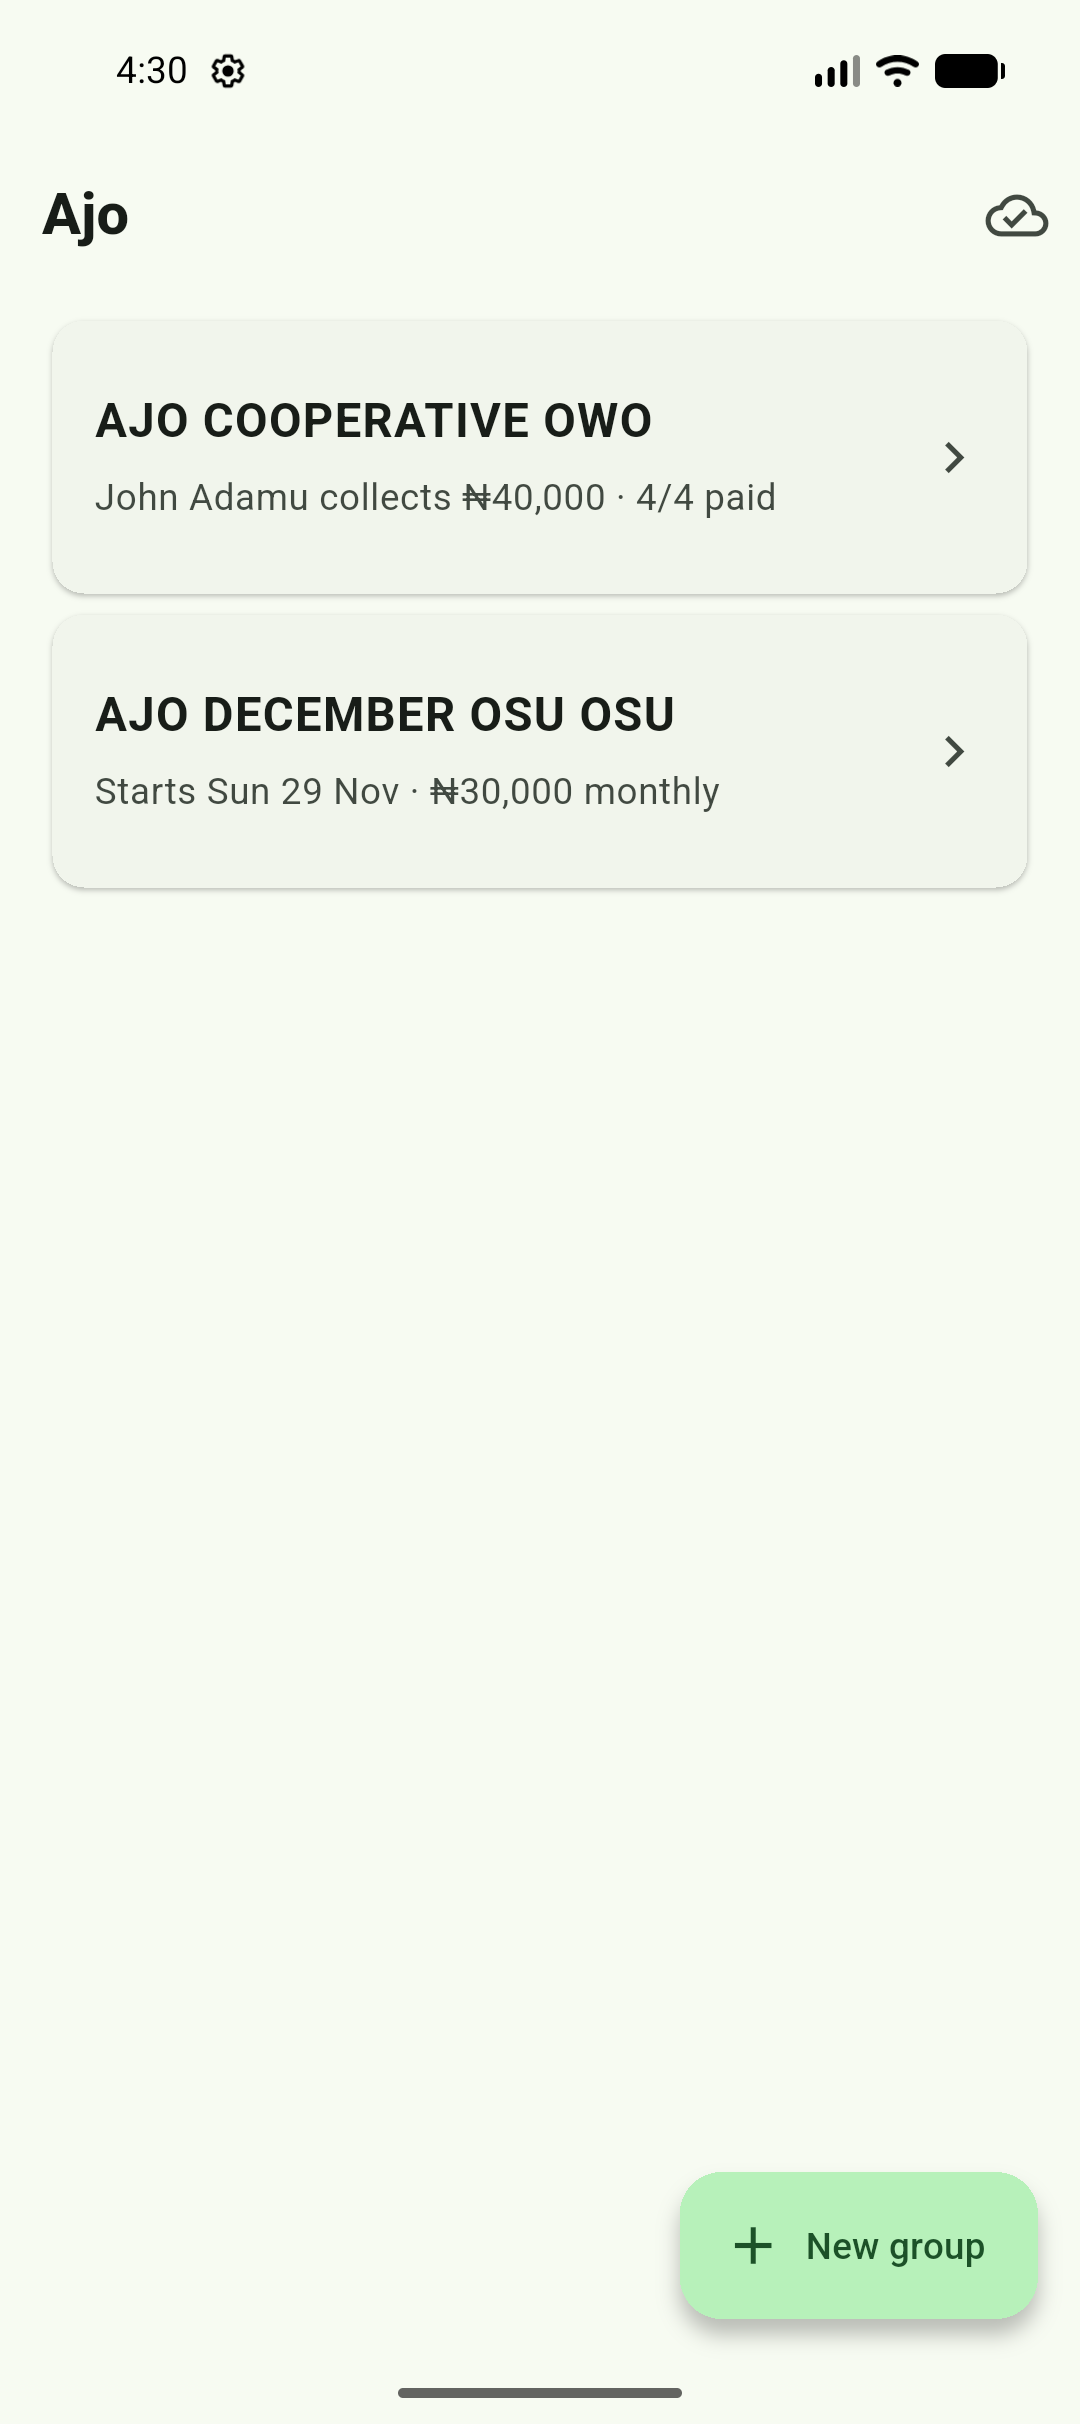 4:30
Ajo
AJO COOPERATIVE OWO
John Adamu collects ₦40,000 · 4/4 paid
AJO DECEMBER OSU OSU
Starts Sun 29 Nov · ₦30,000 monthly
New group